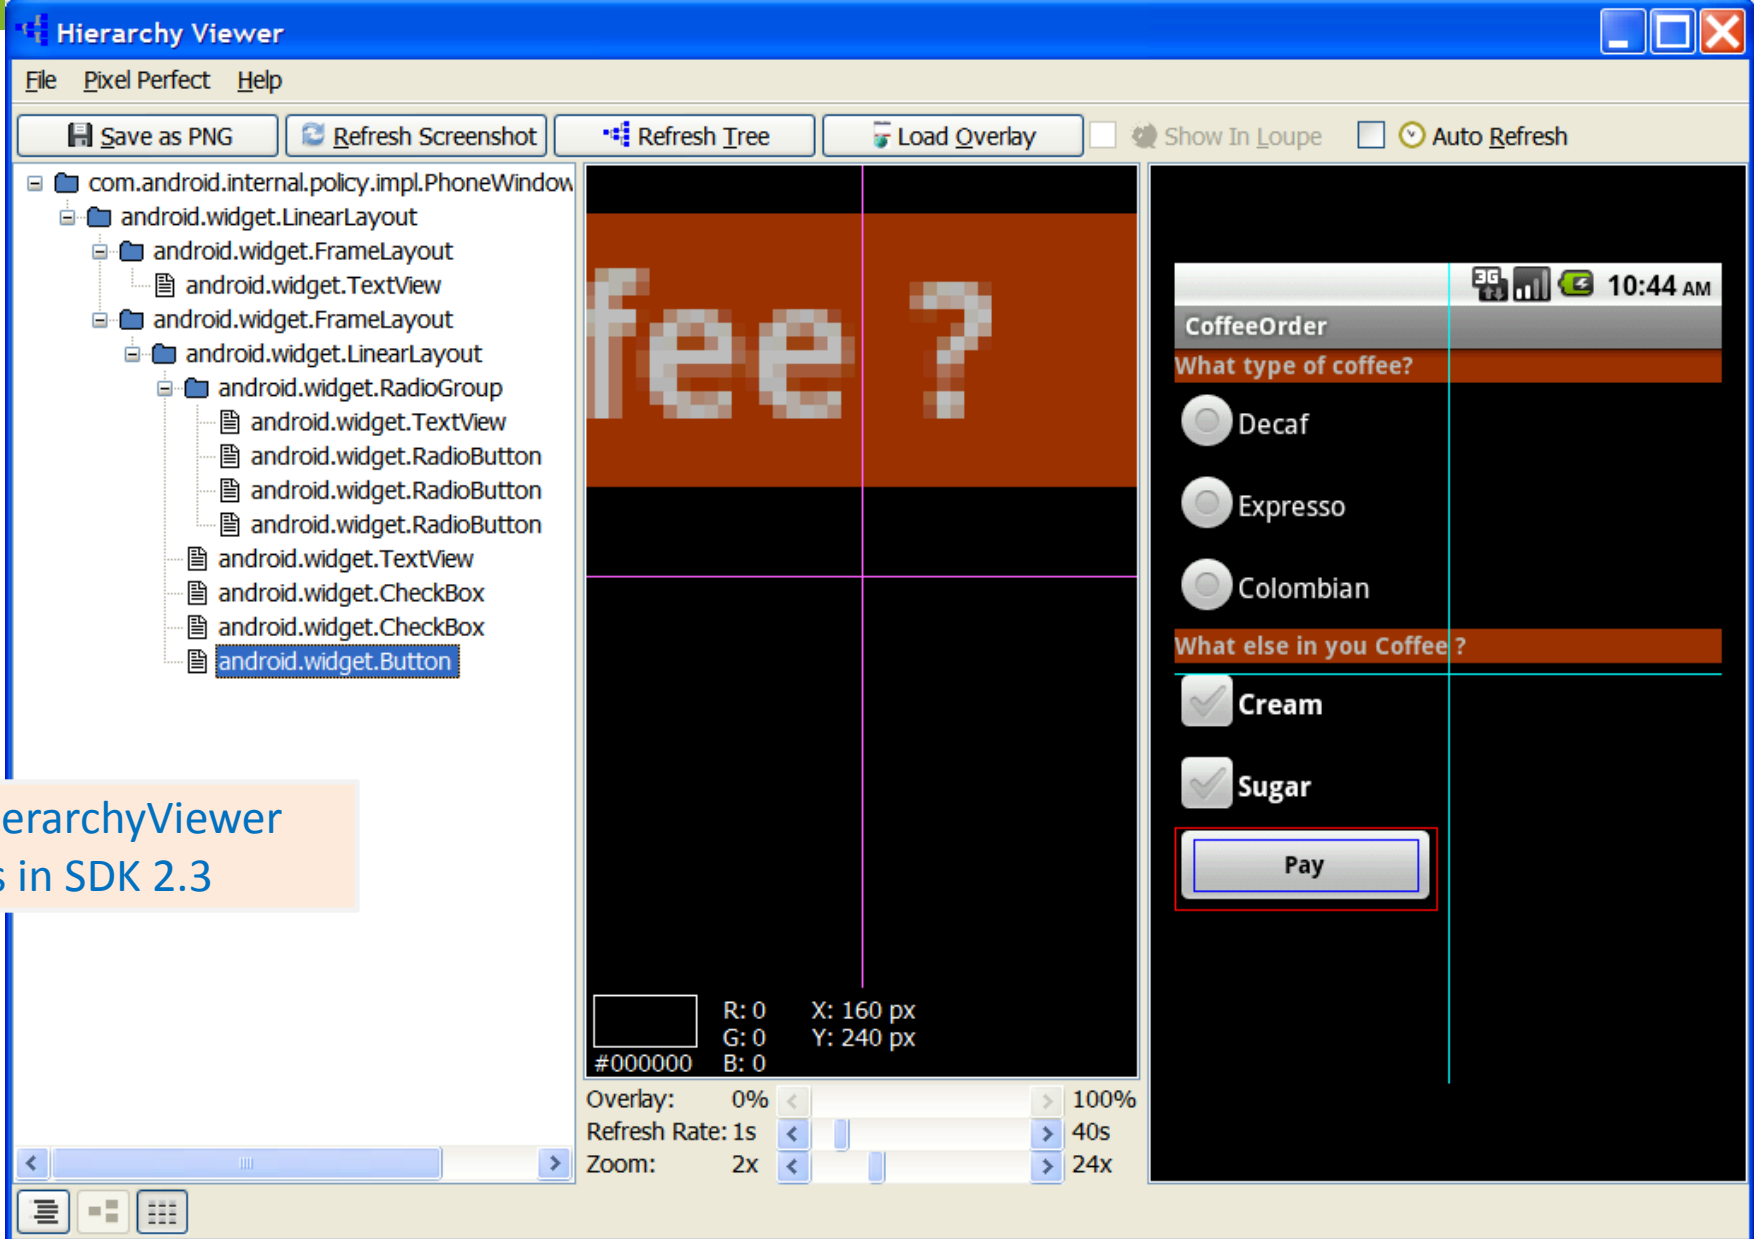 Hierarchy Viewer
File Pixel Perfect Help
Save as PNG Refresh Screenshot Refresh Tree Load Overlay Show In Loupe Auto Refresh
com.android.internal.policy.impl.PhoneWindow
android.widget.LinearLayout
android.widget.FrameLayout
android.widget.TextView
android.widget.FrameLayout
android.widget.LinearLayout
android.widget.RadioGroup
android.widget.TextView
android.widget.RadioButton
android.widget.RadioButton
android.widget.RadioButton
android.widget.TextView
android.widget.CheckBox
android.widget.CheckBox
android.widget.Button
erarchyViewer
s in SDK 2.3
fee ?
R: 0 X: 160 px
G: 0 Y: 240 px
#000000 B: 0
Overlay: 0% 100%
Refresh Rate: 1s 40s
Zoom: 2x 24x
3G 10:44 AM
CoffeeOrder
What type of coffee?
Decaf
Expresso
Colombian
What else in you Coffee ?
Cream
Sugar
Pay